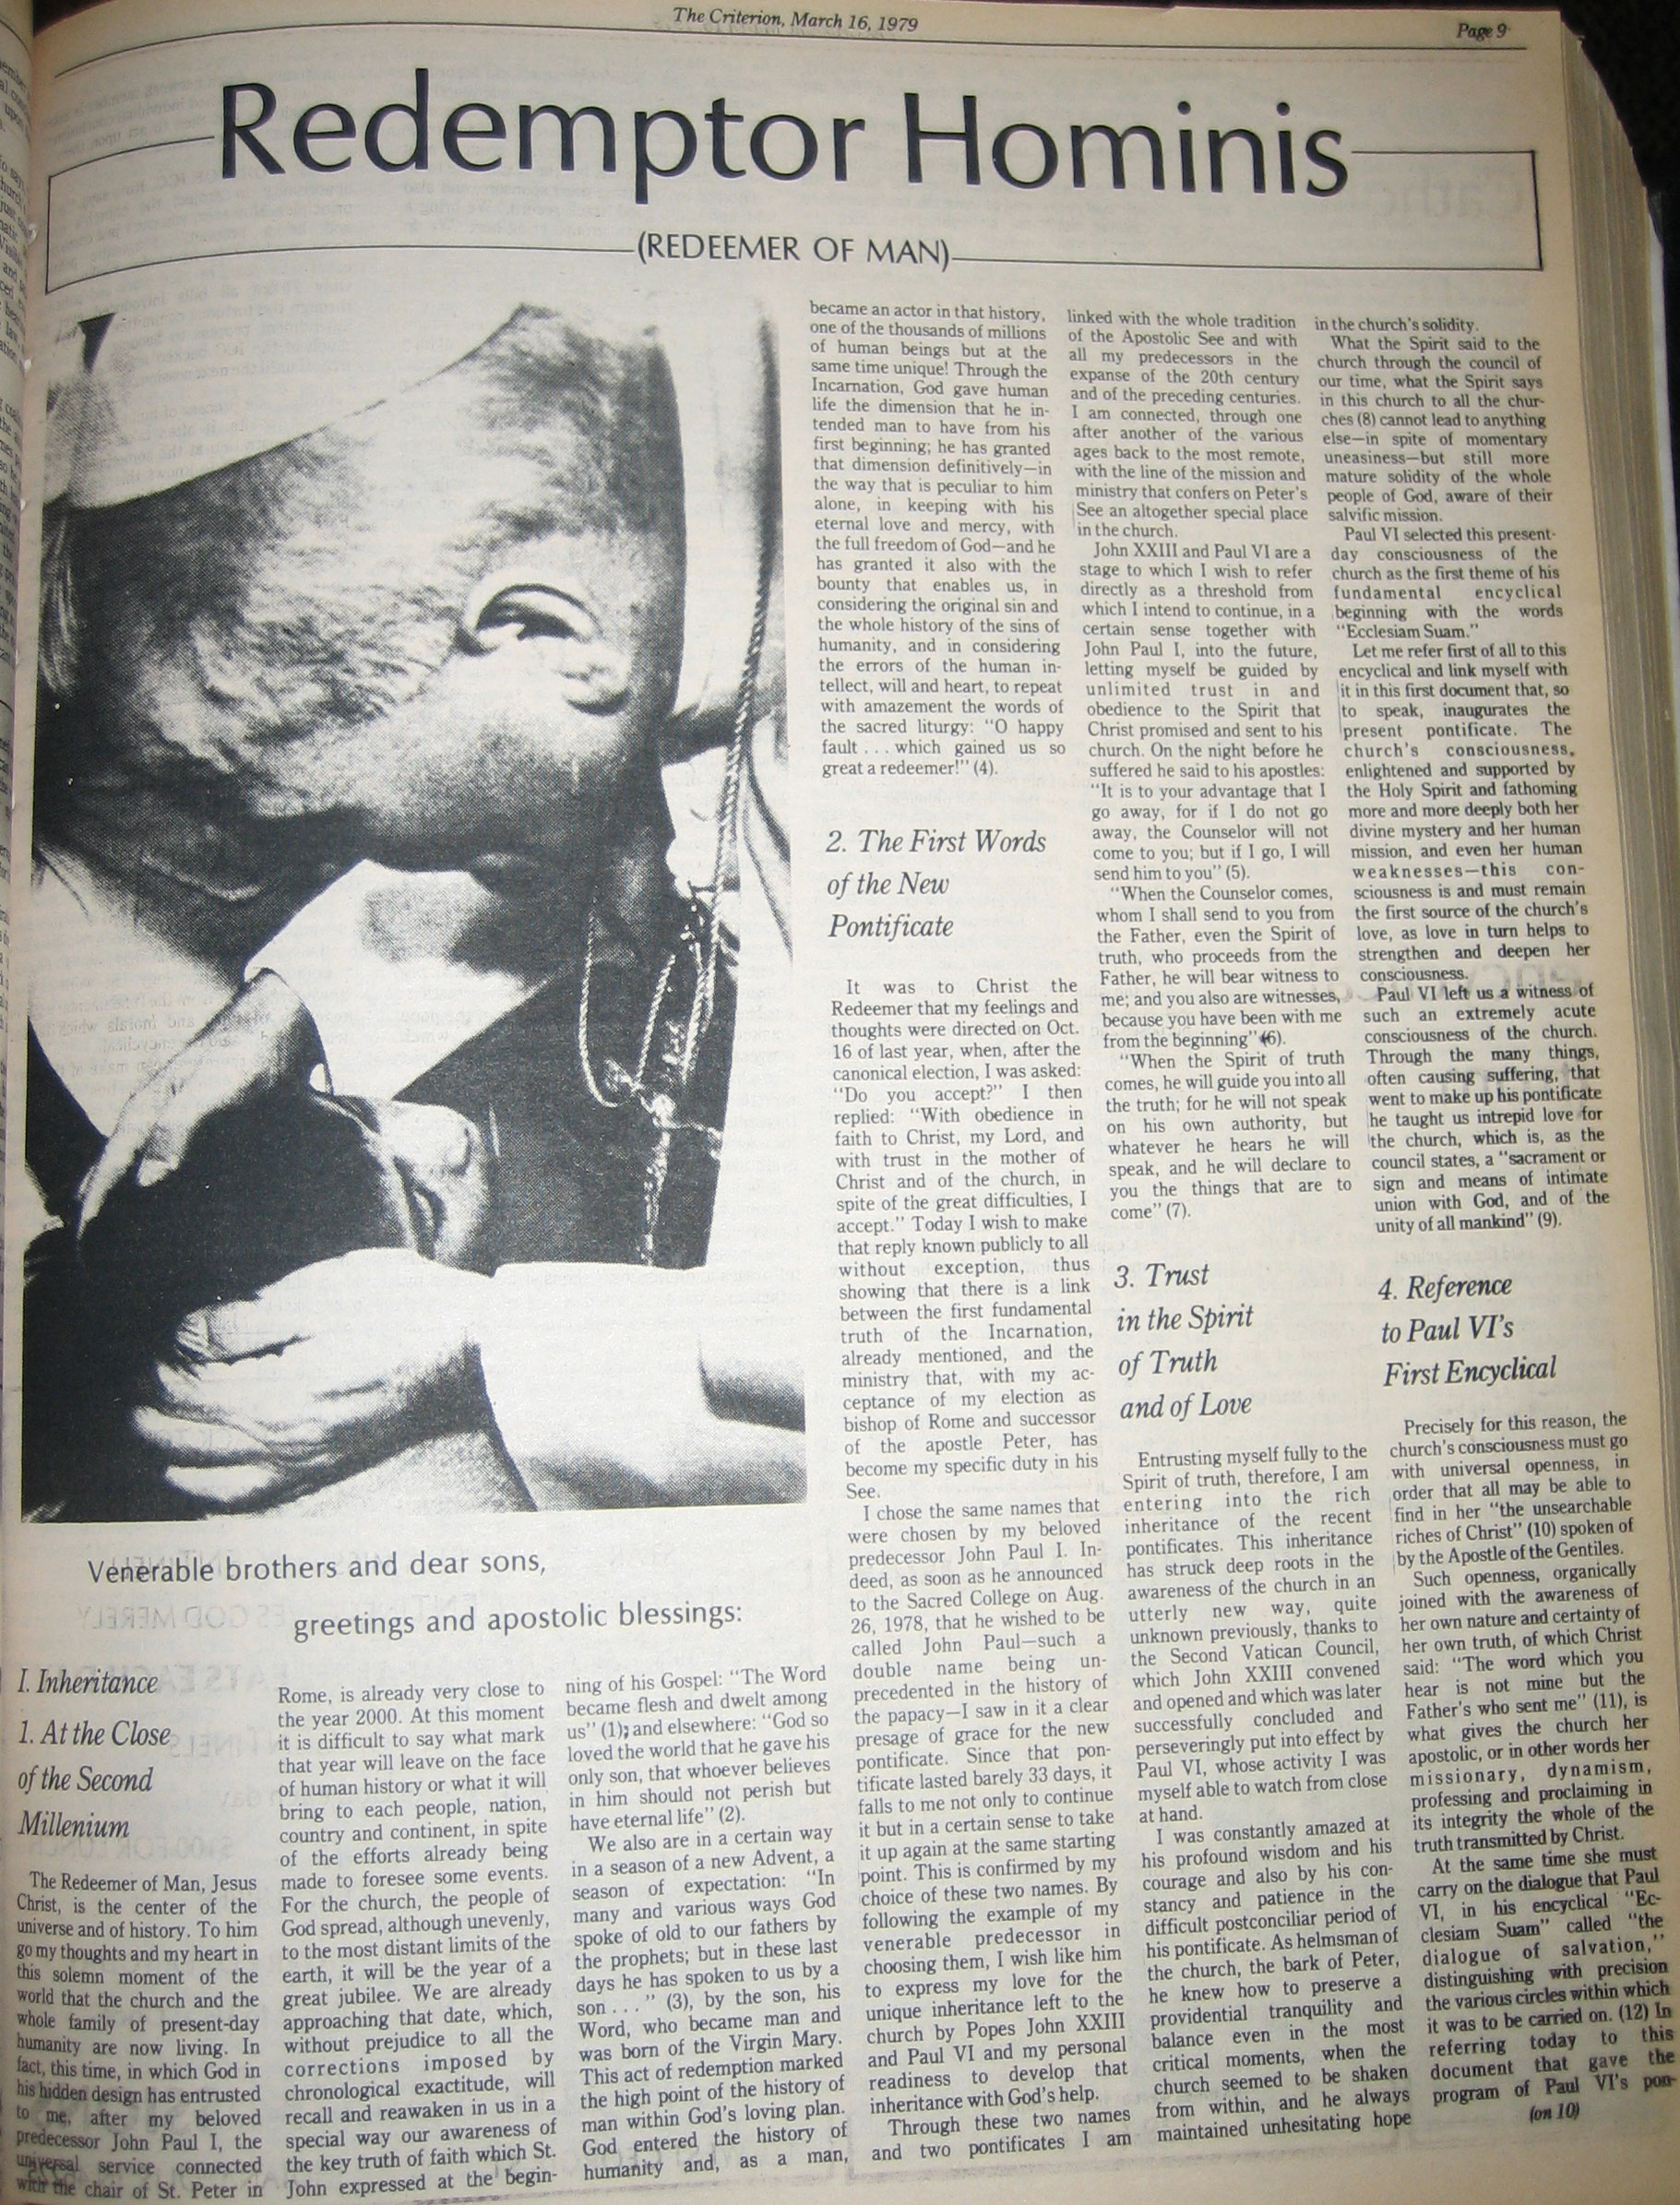 The Criterion, March 16, 1979
Page 9
Redemptor Hominis
(REDEEMER OF MAN)
Venerable brothers and dear sons,
greetings and apostolic blessings:
I. Inheritance
1. At the Close
of the Second
Millenium
The Redeemer of Man, Jesus
Christ, is the center of the
universe and of history. To him
go my thoughts and my heart in
this solemn moment of the
world that the church and the
whole family of present-day
humanity are now living. In
fact, this time, in which God in
his hidden design has entrusted
to me, after my beloved
predecessor John Paul I, the
universal service connected
with the chair of St. Peter in
Rome, is already very close to
the year 2000. At this moment
it is difficult to say what mark
that year will leave on the face
of human history or what it will
bring to each people, nation,
country and continent, in spite
of the efforts already being
made to foresee some events.
For the church, the people of
God spread, although unevenly,
to the most distant limits of the
earth, it will be the year of a
great jubilee. We are already
approaching that date, which,
without prejudice to all the
corrections imposed by
chronological exactitude, will
recall and reawaken in us in a
special way our awareness of
the key truth of faith which St.
John expressed at the begin-
ning of his Gospel: "The Word
became flesh and dwelt among
us" (1); and elsewhere: "God so
loved the world that he gave his
only son, that whoever believes
in him should not perish but
have eternal life" (2).
We also are in a certain way
in a season of a new Advent, a
season of expectation: "In
many and various ways God
spoke of old to our fathers by
the prophets; but in these last
days he has spoken to us by a
son . . . " (3), by the son, his
Word, who became man and
was born of the Virgin Mary.
This act of redemption marked
the high point of the history of
man within God's loving plan.
God entered the history of
humanity and, as a man,
became an actor in that history,
one of the thousands of millions
of human beings but at the
same time unique! Through the
Incarnation, God gave human
life the dimension that he in-
tended man to have from his
first beginning; he has granted
that dimension definitively—in
the way that is peculiar to him
alone, in keeping with his
eternal love and mercy, with
the full freedom of God—and he
has granted it also with the
bounty that enables us, in
considering the original sin and
the whole history of the sins of
humanity, and in considering
the errors of the human in-
tellect, will and heart, to repeat
with amazement the words of
the sacred liturgy: "O happy
fault . . . which gained us so
great a redeemer!" (4).
2. The First Words
of the New
Pontificate
It was to Christ the
Redeemer that my feelings and
thoughts were directed on Oct.
16 of last year, when, after the
canonical election, I was asked:
"Do you accept?" I then
replied: "With obedience in
faith to Christ, my Lord, and
with trust in the mother of
Christ and of the church, in
spite of the great difficulties, I
accept." Today I wish to make
that reply known publicly to all
without exception, thus
showing that there is a link
between the first fundamental
truth of the Incarnation,
already mentioned, and the
ministry that, with my ac-
ceptance of my election as
bishop of Rome and successor
of the apostle Peter, has
become my specific duty in his
See.
I chose the same names that
were chosen by my beloved
predecessor John Paul I. In-
deed, as soon as he announced
to the Sacred College on Aug.
26, 1978, that he wished to be
called John Paul—such a
double name being un-
precedented in the history of
the papacy—I saw in it a clear
presage of grace for the new
pontificate. Since that pon-
tificate lasted barely 33 days, it
falls to me not only to continue
it but in a certain sense to take
it up again at the same starting
point. This is confirmed by my
choice of these two names. By
following the example of my
venerable predecessor in
choosing them, I wish like him
to express my love for the
unique inheritance left to the
church by Popes John XXIII
and Paul VI and my personal
readiness to develop that
inheritance with God's help.
Through these two names
and two pontificates I am
linked with the whole tradition
of the Apostolic See and with
all my predecessors in the
expanse of the 20th century
and of the preceding centuries.
I am connected, through one
after another of the various
ages back to the most remote,
with the line of the mission and
ministry that confers on Peter's
See an altogether special place
in the church.
John XXIII and Paul VI are a
stage to which I wish to refer
directly as a threshold from
which I intend to continue, in a
certain sense together with
John Paul I, into the future,
letting myself be guided by
unlimited trust in and
obedience to the Spirit that
Christ promised and sent to his
church. On the night before he
suffered he said to his apostles:
"It is to your advantage that I
go away, for if I do not go
away, the Counselor will not
come to you; but if I go, I will
send him to you" (5).
"When the Counselor comes,
whom I shall send to you from
the Father, even the Spirit of
truth, who proceeds from the
Father, he will bear witness to
me; and you also are witnesses,
because you have been with me
from the beginning" (6).
"When the Spirit of truth
comes, he will guide you into all
the truth; for he will not speak
on his own authority, but
whatever he hears he will
speak, and he will declare to
you the things that are to
come" (7).
3. Trust
in the Spirit
of Truth
and of Love
Entrusting myself fully to the
Spirit of truth, therefore, I am
entering into the rich
inheritance of the recent
pontificates. This inheritance
has struck deep roots in the
awareness of the church in an
utterly new way, quite
unknown previously, thanks to
the Second Vatican Council,
which John XXIII convened
and opened and which was later
successfully concluded and
perseveringly put into effect by
Paul VI, whose activity I was
myself able to watch from close
at hand.
I was constantly amazed at
his profound wisdom and his
courage and also by his con-
stancy and patience in the
difficult postconciliar period of
his pontificate. As helmsman of
the church, the bark of Peter,
he knew how to preserve a
providential tranquility and
balance even in the most
critical moments, when the
church seemed to be shaken
from within, and he always
maintained unhesitating hope
in the church's solidity.
What the Spirit said to the
church through the council of
our time, what the Spirit says
in this church to all the chur-
ches (8) cannot lead to anything
else—in spite of momentary
uneasiness—but still more
mature solidity of the whole
people of God, aware of their
salvific mission.
Paul VI selected this present-
day consciousness of the
church as the first theme of his
fundamental encyclical
beginning with the words
"Ecclesiam Suam."
Let me refer first of all to this
encyclical and link myself with
it in this first document that, so
to speak, inaugurates the
present pontificate. The
church's consciousness,
enlightened and supported by
the Holy Spirit and fathoming
more and more deeply both her
divine mystery and her human
mission, and even her human
weaknesses—this con-
sciousness is and must remain
the first source of the church's
love, as love in turn helps to
strengthen and deepen her
consciousness.
Paul VI left us a witness of
such an extremely acute
consciousness of the church.
Through the many things,
often causing suffering, that
went to make up his pontificate
he taught us intrepid love for
the church, which is, as the
council states, a "sacrament or
sign and means of intimate
union with God, and of the
unity of all mankind" (9).
4. Reference
to Paul VI's
First Encyclical
Precisely for this reason, the
church's consciousness must go
with universal openness, in
order that all may be able to
find in her "the unsearchable
riches of Christ" (10) spoken of
by the Apostle of the Gentiles.
Such openness, organically
joined with the awareness of
her own nature and certainty of
her own truth, of which Christ
said: "The word which you
hear is not mine but the
Father's who sent me" (11), is
what gives the church her
apostolic, or in other words her
missionary, dynamism,
professing and proclaiming in
its integrity the whole of the
truth transmitted by Christ.
At the same time she must
carry on the dialogue that Paul
VI, in his encyclical "Ec-
clesiam Suam" called "the
dialogue of salvation,"
distinguishing with precision
the various circles within which
it was to be carried on. (12) In
referring today to this
document that gave the
program of Paul VI's pon-
(on 10)